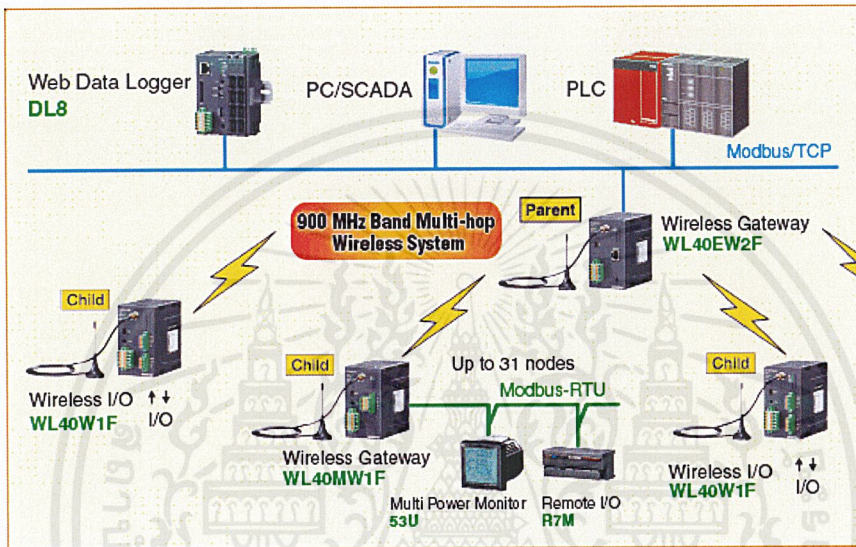 Web Data Logger
DL8
PC/SCADA
PLC
Modbus/TCP
900 MHz Band Multi-hop
Wireless System
Parent
Wireless Gateway
WL40EW2F
Child
Wireless I/O
WL40W1F
I/O
Child
Wireless Gateway
WL40MW1F
Up to 31 nodes
Modbus-RTU
Multi Power Monitor
53U
Remote I/O
R7M
Child
Wireless I/O
WL40W1F
I/O